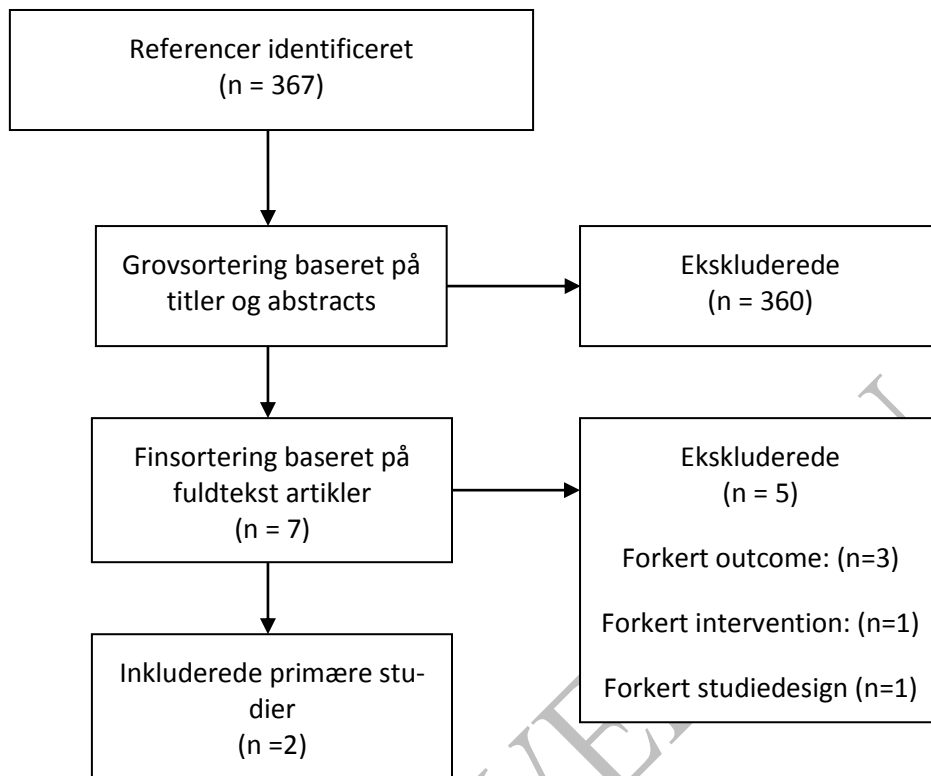 Referencer identificeret
(n = 367)
Grovsortering baseret på
titler og abstracts
Ekskluderede
(n = 360)
Finsortering baseret på
fuldtekst artikler
(n = 7)
Ekskluderede
(n = 5)
Forkert outcome: (n=3)
Forkert intervention: (n=1)
Forkert studiedesign (n=1)
Inkluderede primære stu-
dier
(n =2)